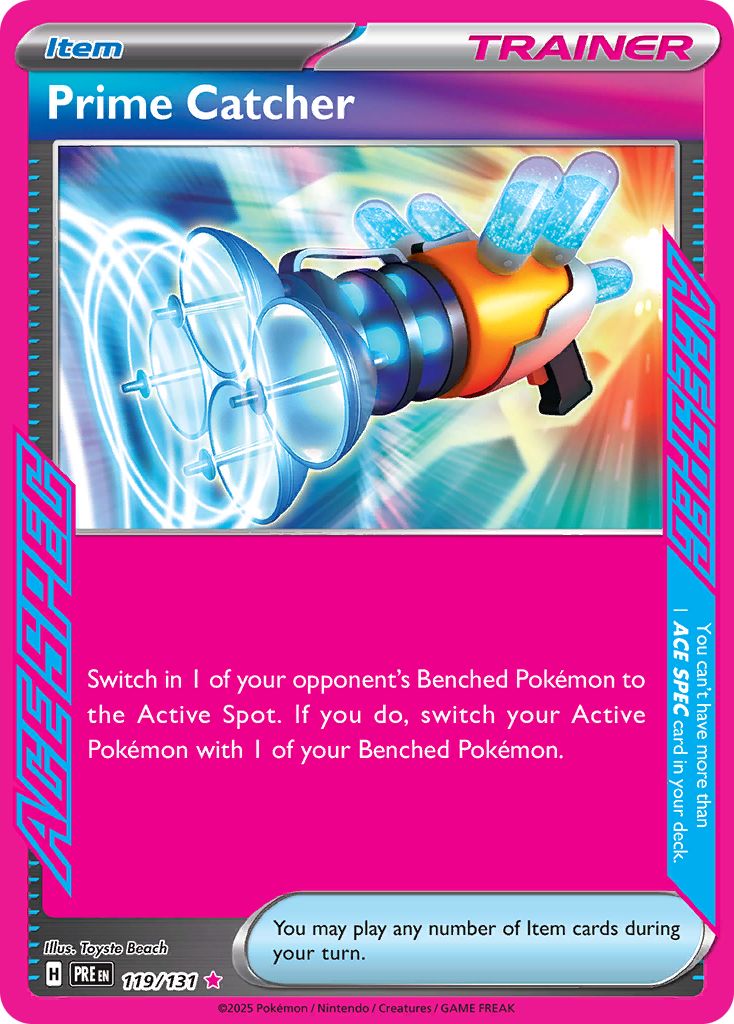 Item
TRAINER
Prime Catcher
ACE SPEC
ACE SPEC
Switch in 1 of your opponent's Benched Pokémon to
the Active Spot. If you do, switch your Active
Pokémon with 1 of your Benched Pokémon.
You can't have more than
1 ACE SPEC card in your deck.
You may play any number of Item cards during
your turn.
Illus. Toyste Beach
H PRE EN 119/131 ★
©2025 Pokémon / Nintendo / Creatures / GAME FREAK